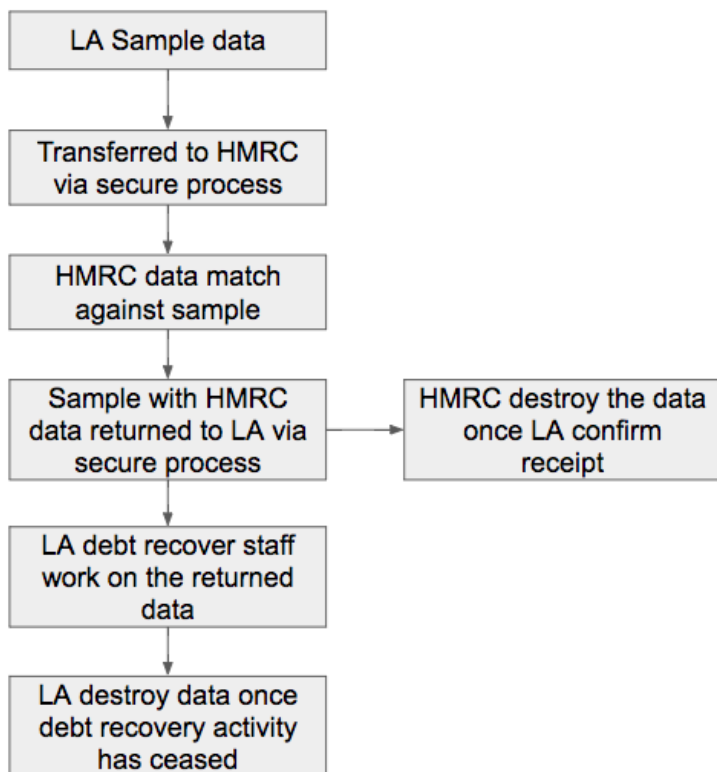 LA Sample data
Transferred to HMRC
via secure process
HMRC data match
against sample
Sample with HMRC
data returned to LA via
secure process
HMRC destroy the data
once LA confirm
receipt
LA debt recover staff
work on the returned
data
LA destroy data once
debt recovery activity
has ceased